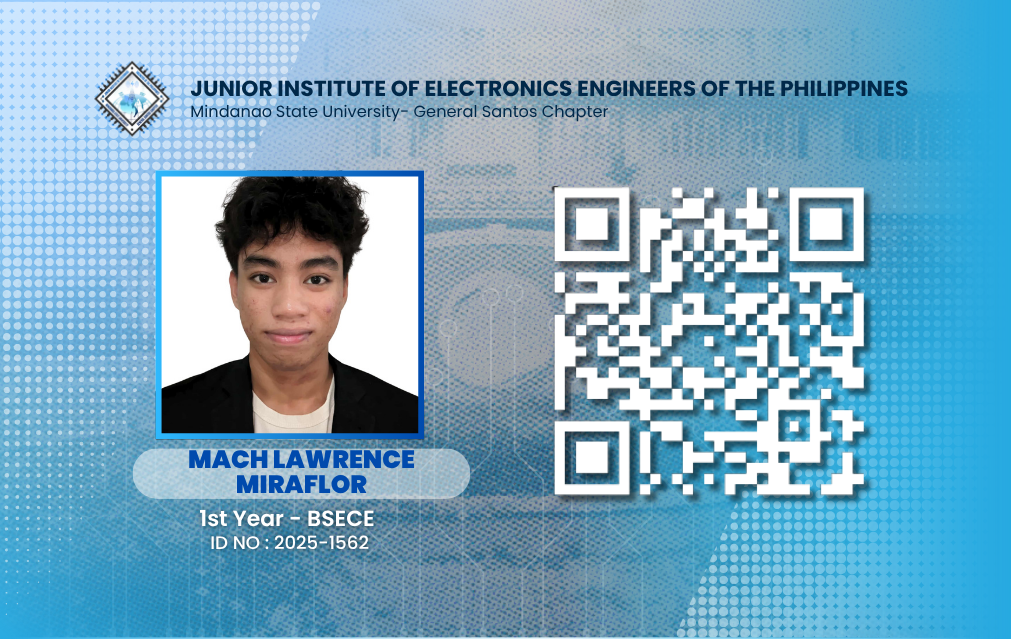 JUNIOR INSTITUTE OF ELECTRONICS ENGINEERS OF THE PHILIPPINES
Mindanao State University- General Santos Chapter
MACH LAWRENCE
MIRAFLOR
1st Year - BSECE
ID NO : 2025-1562